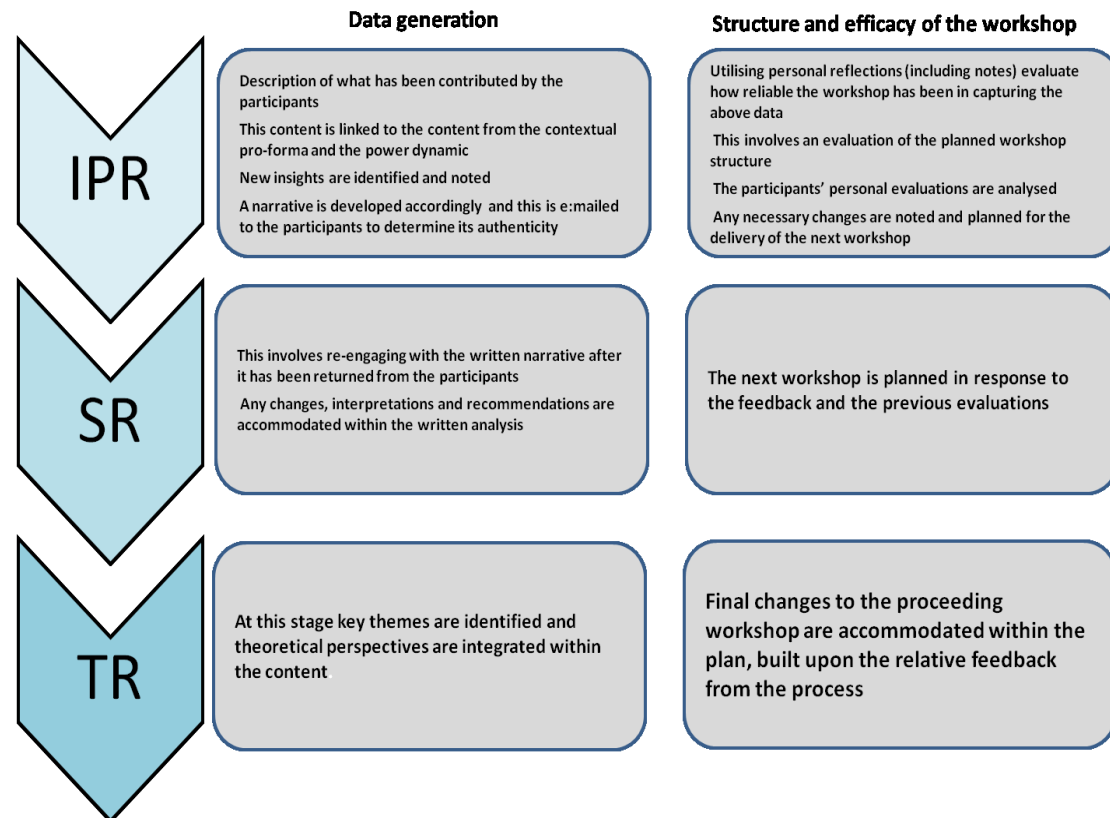 Data generation
Structure and efficacy of the workshop
IPR
Description of what has been contributed by the
participants
This content is linked to the content from the contextual
pro-forma and the power dynamic
New insights are identified and noted
A narrative is developed accordingly and this is e:mailed
to the participants to determine its authenticity
Utilising personal reflections (including notes) evaluate
how reliable the workshop has been in capturing the
above data
This involves an evaluation of the planned workshop
structure
The participants' personal evaluations are analysed
Any necessary changes are noted and planned for the
delivery of the next workshop
SR
This involves re-engaging with the written narrative after
it has been returned from the participants
Any changes, interpretations and recommendations are
accommodated within the written analysis
The next workshop is planned in response to
the feedback and the previous evaluations
TR
At this stage key themes are identified and
theoretical perspectives are integrated within
the content.
Final changes to the proceeding
workshop are accommodated within the
plan, built upon the relative feedback
from the process